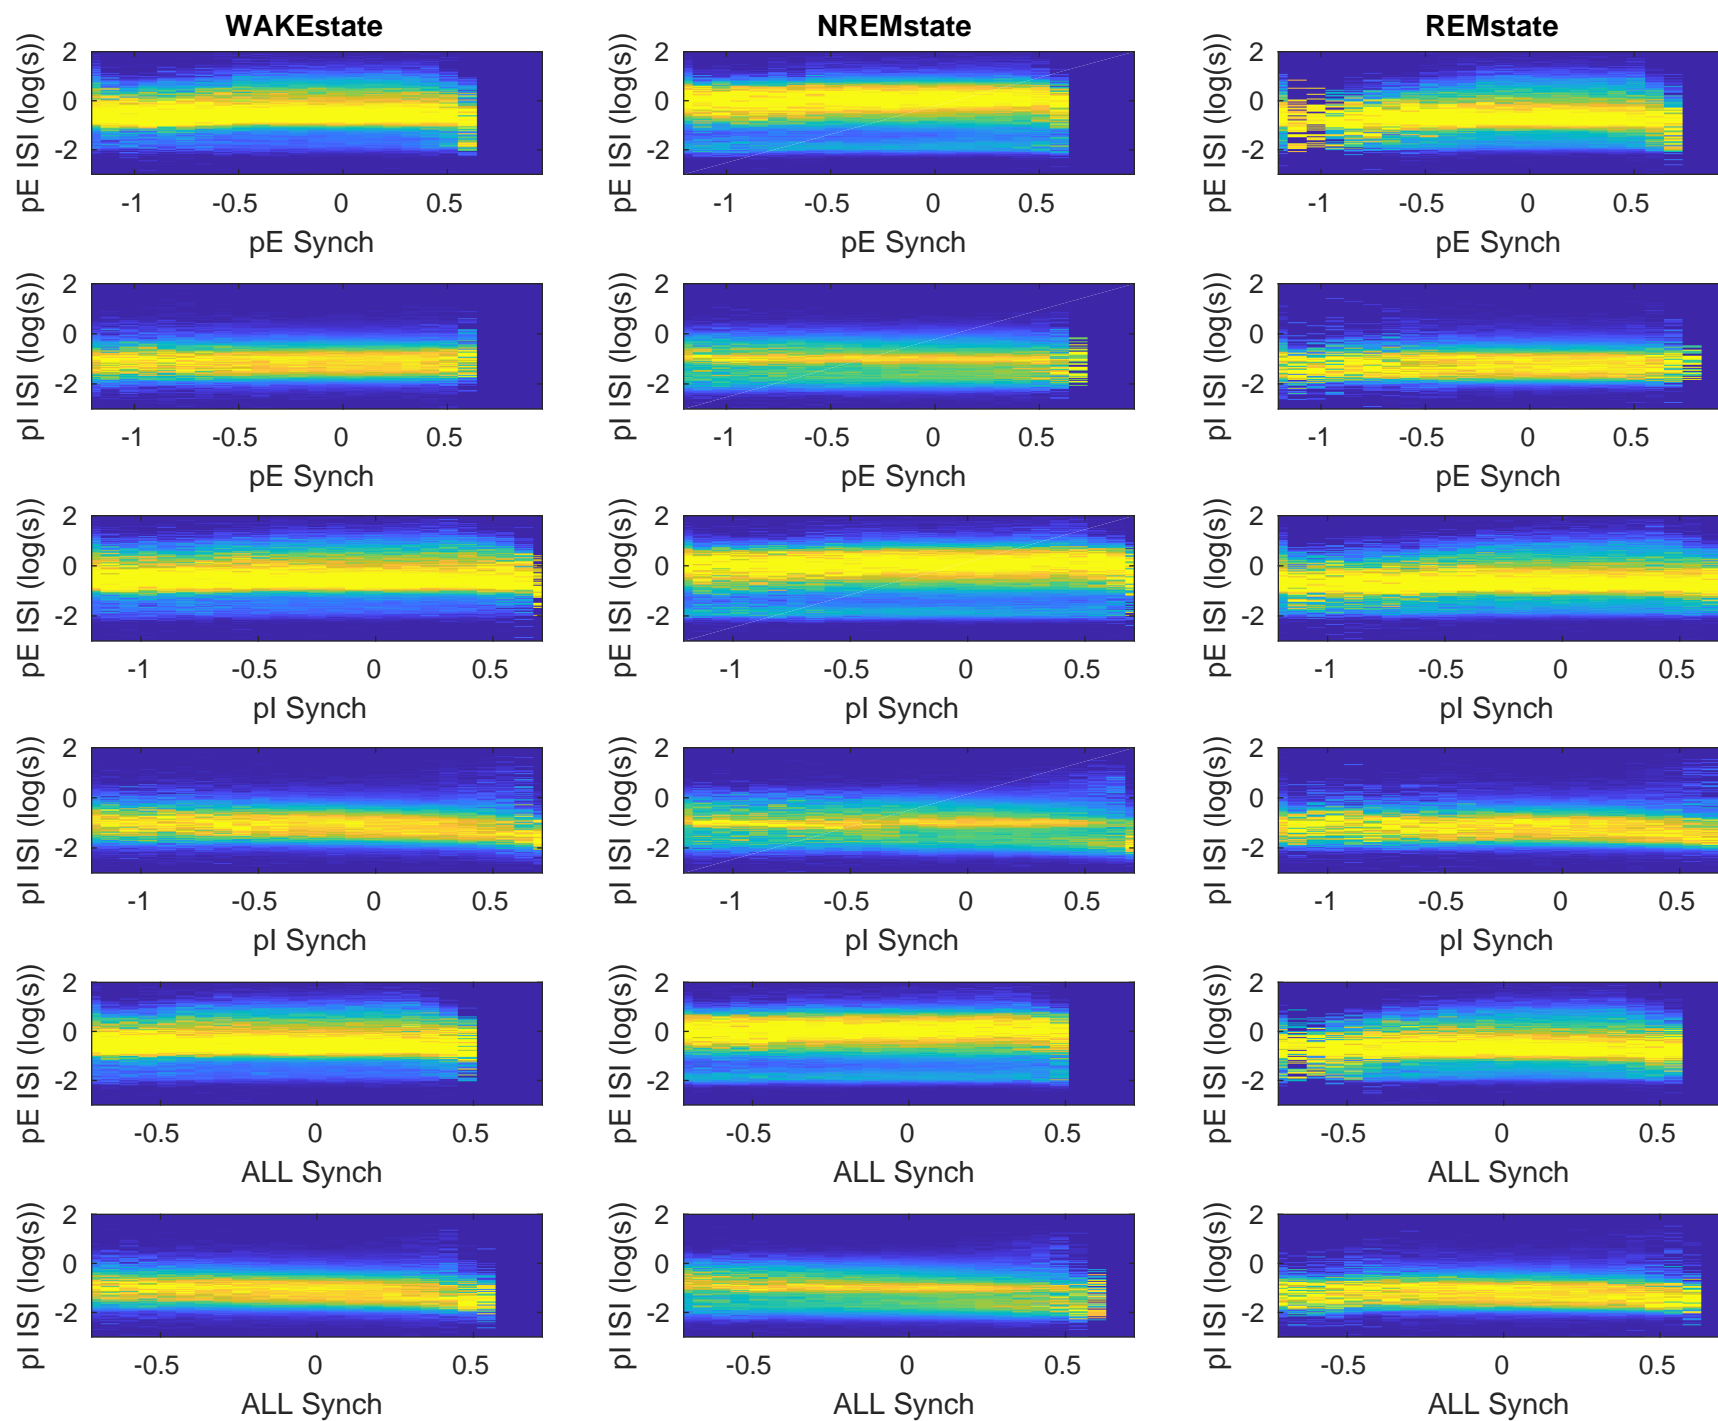 WAKEstate NREMstate REMstate
pE ISI (log(s)) 2 0 -2 pE ISI (log(s)) 2 0 -2 pE ISI (log(s)) 2 0 -2
-1 -0.5 0 0.5 -1 -0.5 0 0.5 -1 -0.5 0 0.5
pE Synch pE Synch pE Synch
pI ISI (log(s)) 2 0 -2 pI ISI (log(s)) 2 0 -2 pI ISI (log(s)) 2 0 -2
-1 -0.5 0 0.5 -1 -0.5 0 0.5 -1 -0.5 0 0.5
pE Synch pE Synch pE Synch
pE ISI (log(s)) 2 0 -2 pE ISI (log(s)) 2 0 -2 pE ISI (log(s)) 2 0 -2
-1 -0.5 0 0.5 -1 -0.5 0 0.5 -1 -0.5 0 0.5
pI Synch pI Synch pI Synch
pI ISI (log(s)) 2 0 -2 pI ISI (log(s)) 2 0 -2 pI ISI (log(s)) 2 0 -2
-1 -0.5 0 0.5 -1 -0.5 0 0.5 -1 -0.5 0 0.5
pI Synch pI Synch pI Synch
pE ISI (log(s)) 2 0 -2 pE ISI (log(s)) 2 0 -2 pE ISI (log(s)) 2 0 -2
-0.5 0 0.5 -0.5 0 0.5 -0.5 0 0.5
ALL Synch ALL Synch ALL Synch
pI ISI (log(s)) 2 0 -2 pI ISI (log(s)) 2 0 -2 pI ISI (log(s)) 2 0 -2
-0.5 0 0.5 -0.5 0 0.5 -0.5 0 0.5
ALL Synch ALL Synch ALL Synch